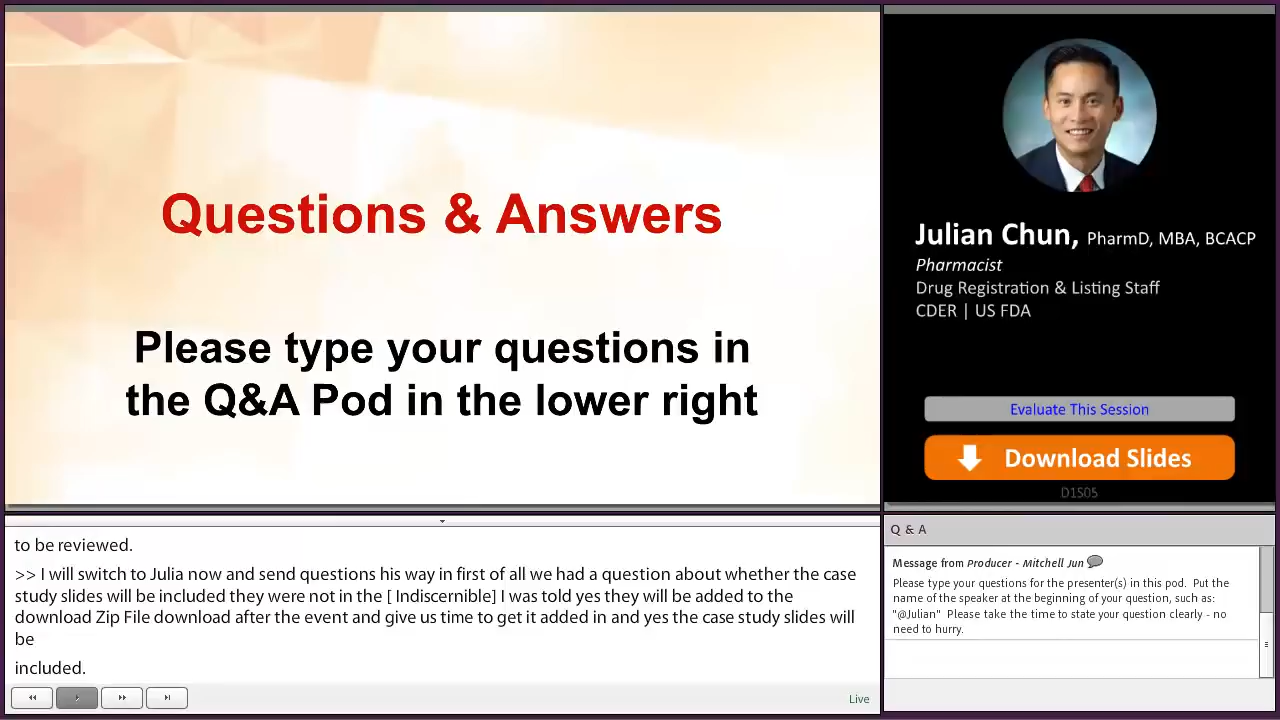 Questions & Answers
Please type your questions in
the Q&A Pod in the lower right
Julian Chun, PharmD, MBA, BCACP
Pharmacist
Drug Registration & Listing Staff
CDER | US FDA
Evaluate This Session
Download Slides
D1S05
to be reviewed.
>> I will switch to Julia now and send questions his way in first of all we had a question about whether the case
study slides will be included they were not in the [ Indiscernible] I was told yes they will be added to the
download Zip File download after the event and give us time to get it added in and yes the case study slides will
be
included.
Live
Q & A
Message from Producer - Mitchell Jun
Please type your questions for the presenter(s) in this pod. Put the
name of the speaker at the beginning of your question, such as:
"@Julian" Please take the time to state your question clearly - no
need to hurry.